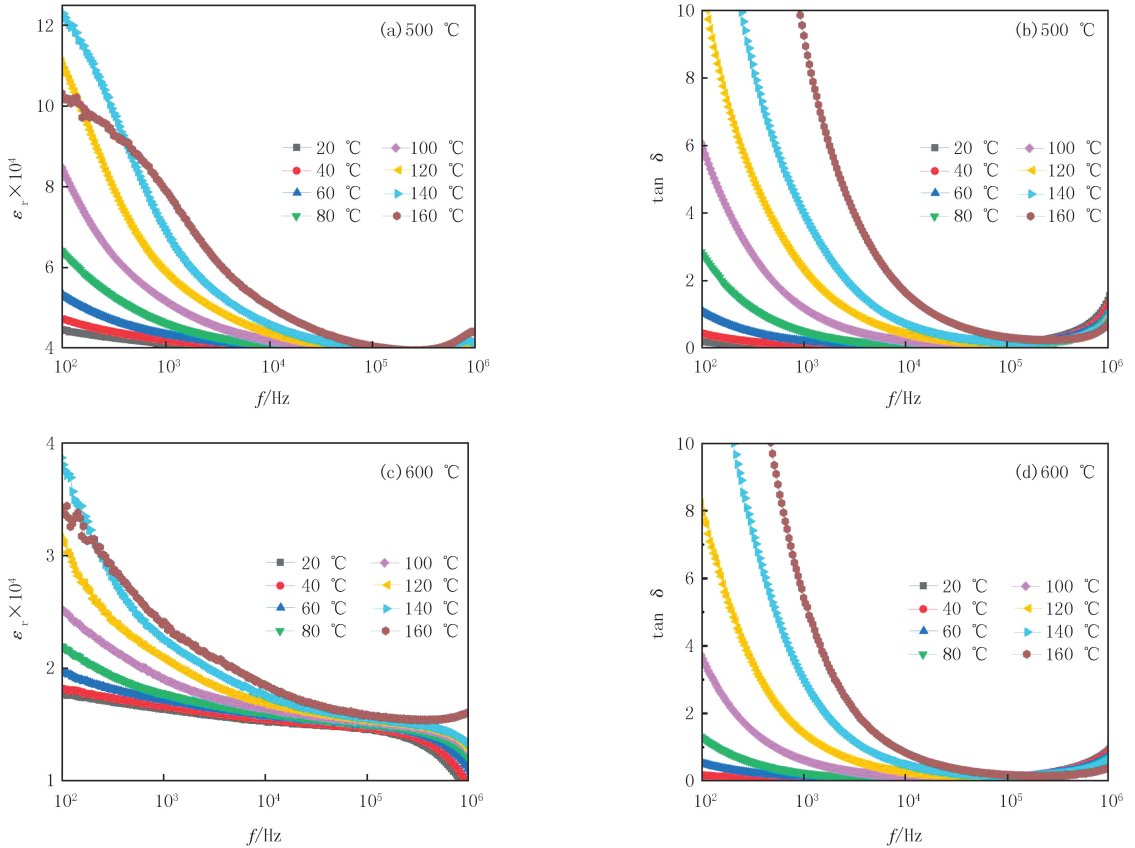 (a)500 ℃
12
10
8
6
4
ε r×10⁴
20 ℃ 100 ℃
40 ℃ 120 ℃
60 ℃ 140 ℃
80 ℃ 160 ℃
10² 10³ 10⁴ 10⁵ 10⁶
f/Hz
(b)500 ℃
10
8
6
4
2
0
tan δ
20 ℃ 100 ℃
40 ℃ 120 ℃
60 ℃ 140 ℃
80 ℃ 160 ℃
10² 10³ 10⁴ 10⁵ 10⁶
f/Hz
(c)600 ℃
4
3
2
1
ε r×10⁴
20 ℃ 100 ℃
40 ℃ 120 ℃
60 ℃ 140 ℃
80 ℃ 160 ℃
10² 10³ 10⁴ 10⁵ 10⁶
f/Hz
(d)600 ℃
10
8
6
4
2
0
tan δ
20 ℃ 100 ℃
40 ℃ 120 ℃
60 ℃ 140 ℃
80 ℃ 160 ℃
10² 10³ 10⁴ 10⁵ 10⁶
f/Hz